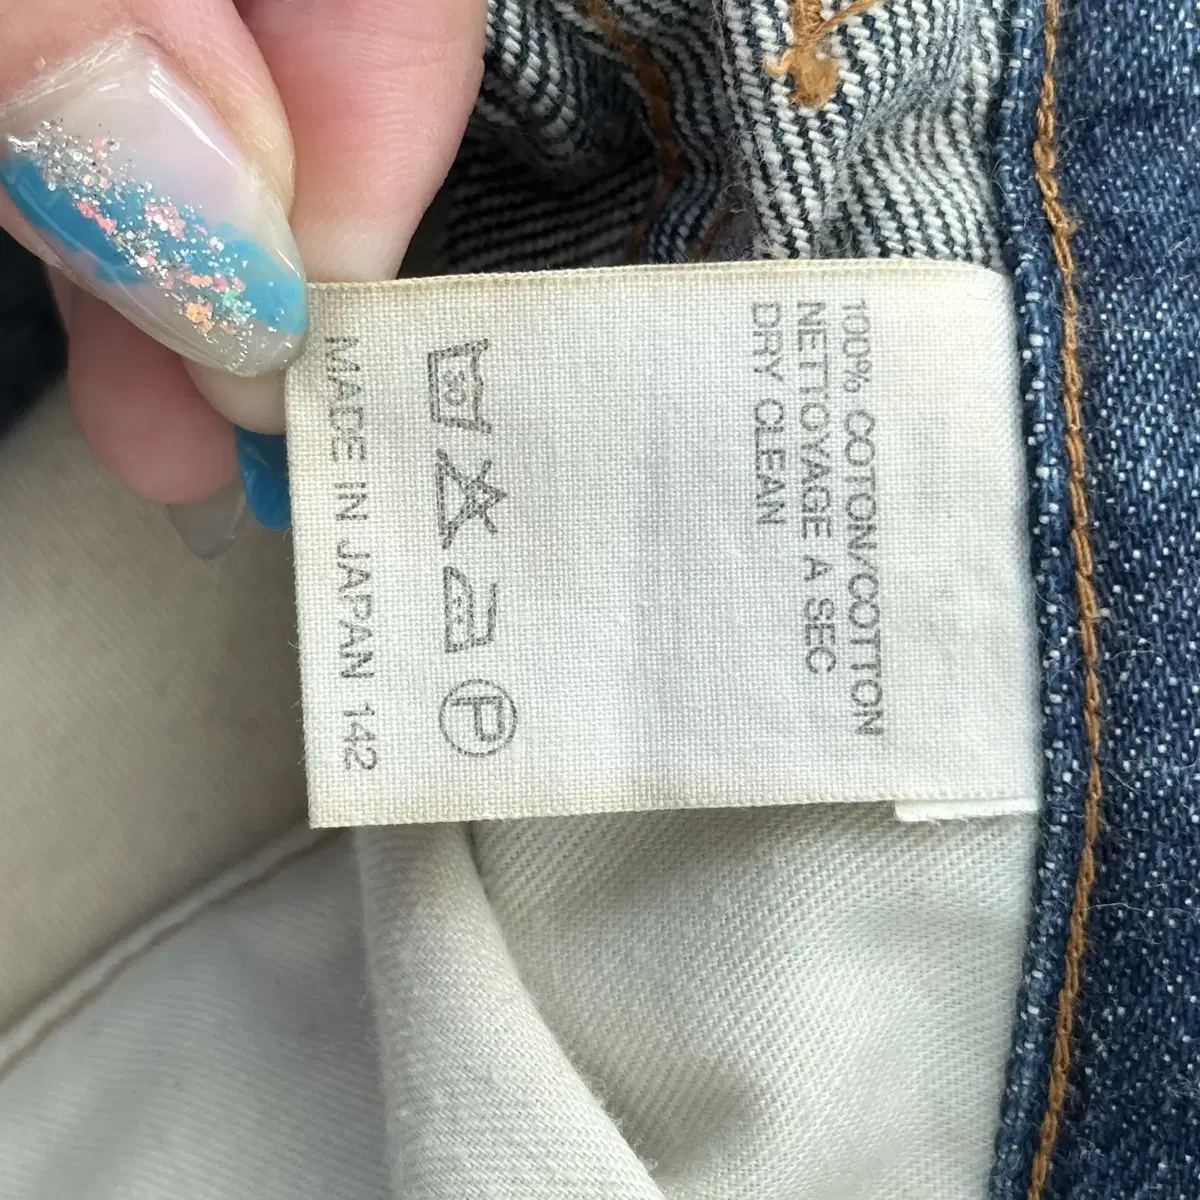 100% COTON/COTTON
NETTOYAGE A SEC
DRY CLEAN
30
P
MADE IN JAPAN 142